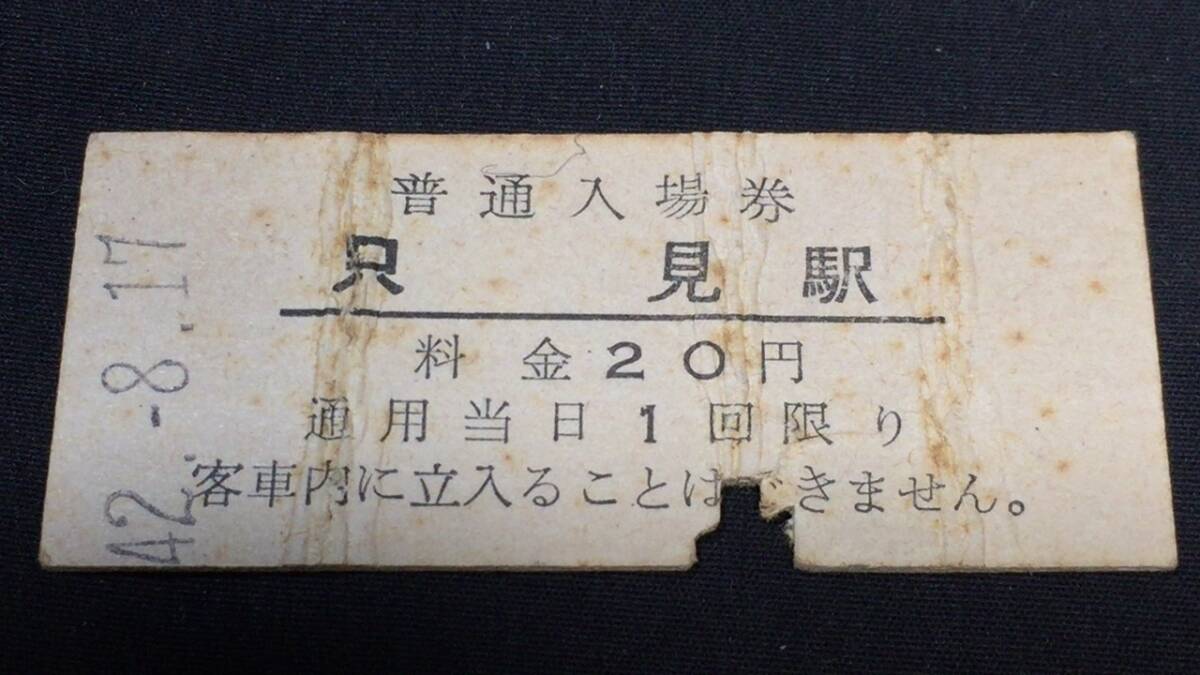 普通入場券
只見駅
料金20円
通用当日1回限り
客車内に立入ることは きません。
42.-8.17